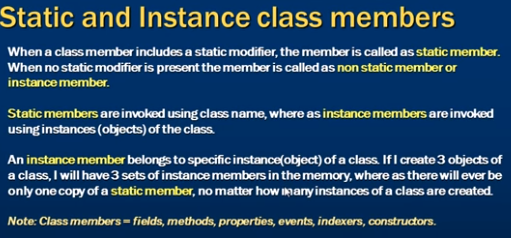 Static and Instance class members
When a class member includes a static modifier, the member is called as static member.
When no static modifier is present the member is called as non static member or
instance member.
Static members are invoked using class name, where as instance members are invoked
using instances (objects) of the class.
An instance member belongs to specific instance(object) of a class. If I create 3 objects of
a class, I will have 3 sets of instance members in the memory, where as there will ever be
only one copy of a static member, no matter how many instances of a class are created.
Note: Class members = fields, methods, properties, events, indexers, constructors.